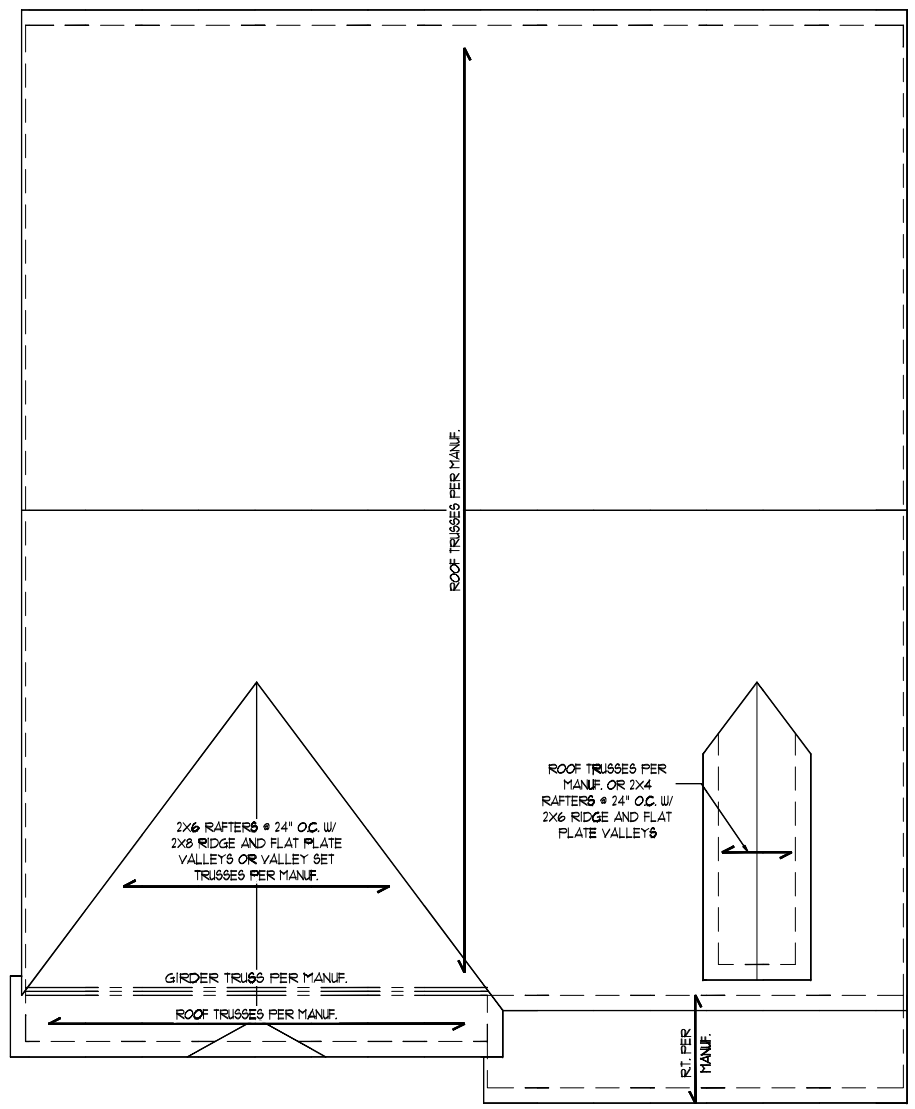 ROOF TRUSSES PER MANUF.
ROOF TRUSSES PER
MANUF. OR 2X4
RAFTERS @ 24" O.C. W/
2X6 RIDGE AND FLAT
PLATE VALLEYS
2X6 RAFTERS @ 24" O.C. W/
2X8 RIDGE AND FLAT PLATE
VALLEYS OR VALLEY SET
TRUSSES PER MANUF.
GIRDER TRUSS PER MANUF.
ROOF TRUSSES PER MANUF.
R.T. PER
MANUF.